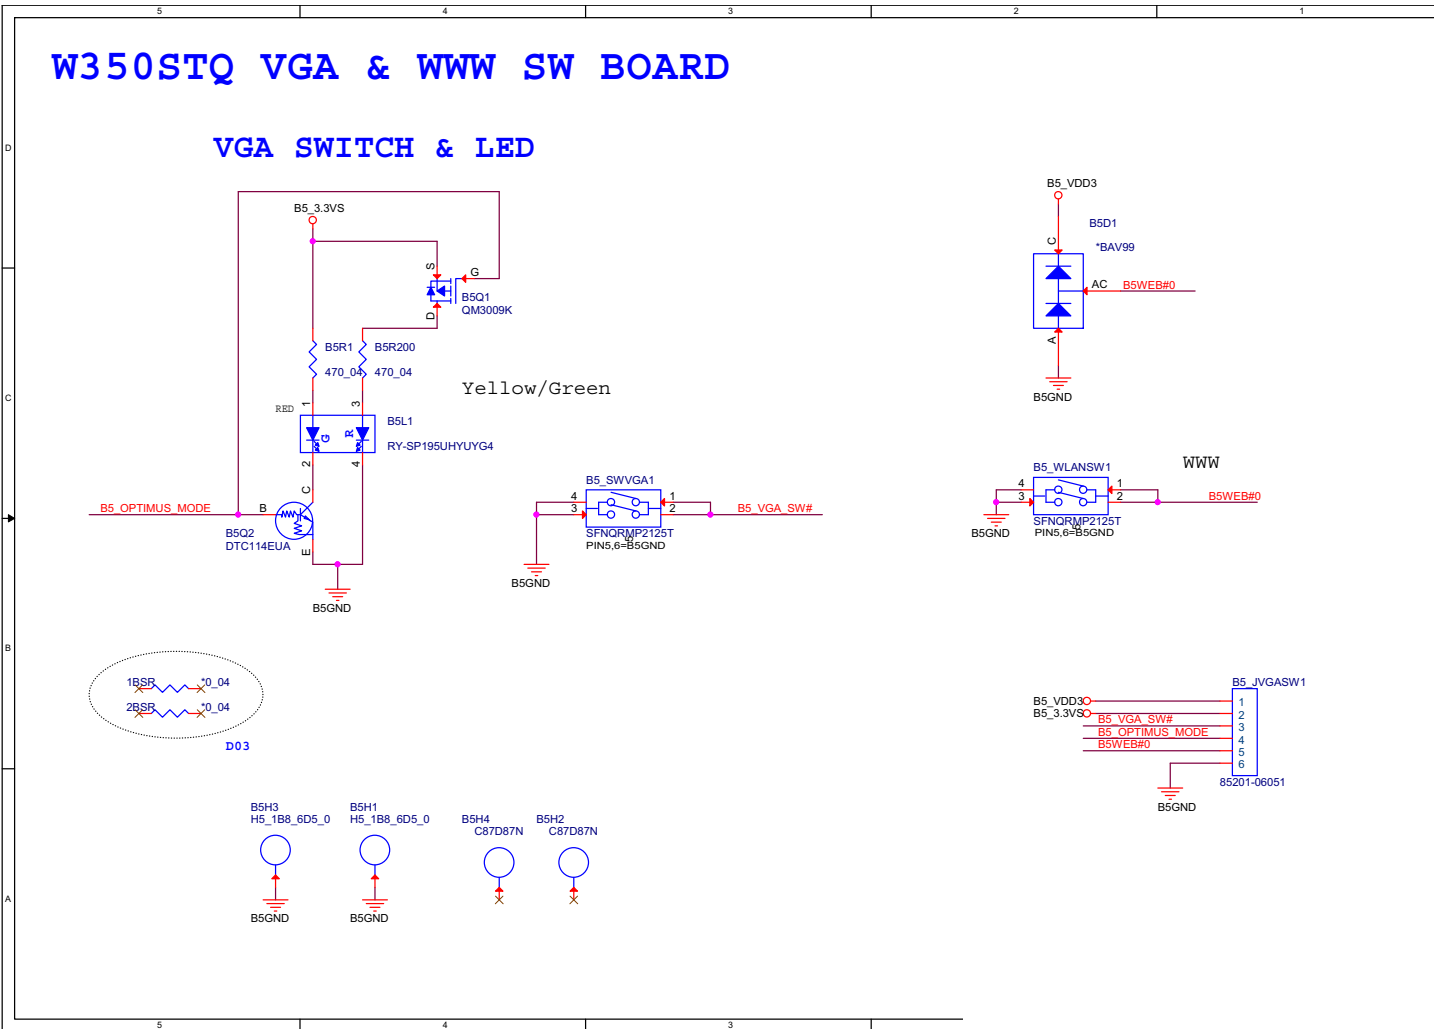 5 4 3 2 1
W350STQ VGA & WWW SW BOARD
VGA SWITCH & LED
D
B5_3.3VS
S
G
B5Q1
QM3009K
D
B5R1
470_04
B5R200
470_04
Yellow/Green
RED
1
3
G
R
B5L1
RY-SP195UHYUYG4
2
4
C
B5_OPTIMUS_MODE
B
B5Q2
DTC114EUA
E
B5GND
B5_SWVGA1
4
3
1
2
B5_VGA_SW#
SFNQRMP2125T
5
6
PIN5,6=B5GND
B5GND
B5_VDD3
B5D1
*BAV99
C
AC
B5WEB#0
A
B5GND
C
WWW
B5_WLANSW1
4
3
1
2
B5WEB#0
SFNQRMP2125T
5
6
PIN5,6=B5GND
B5GND
B
1BSR
*0_04
2BSR
*0_04
D03
B5_JVGASW1
B5_VDD3
B5_3.3VS
B5_VGA_SW#
B5_OPTIMUS_MODE
B5WEB#0
1
2
3
4
5
6
85201-06051
B5GND
A
B5H3
H5_1B8_6D5_0
B5GND
B5H1
H5_1B8_6D5_0
B5GND
B5H4
C87D87N
B5H2
C87D87N
5 4 3